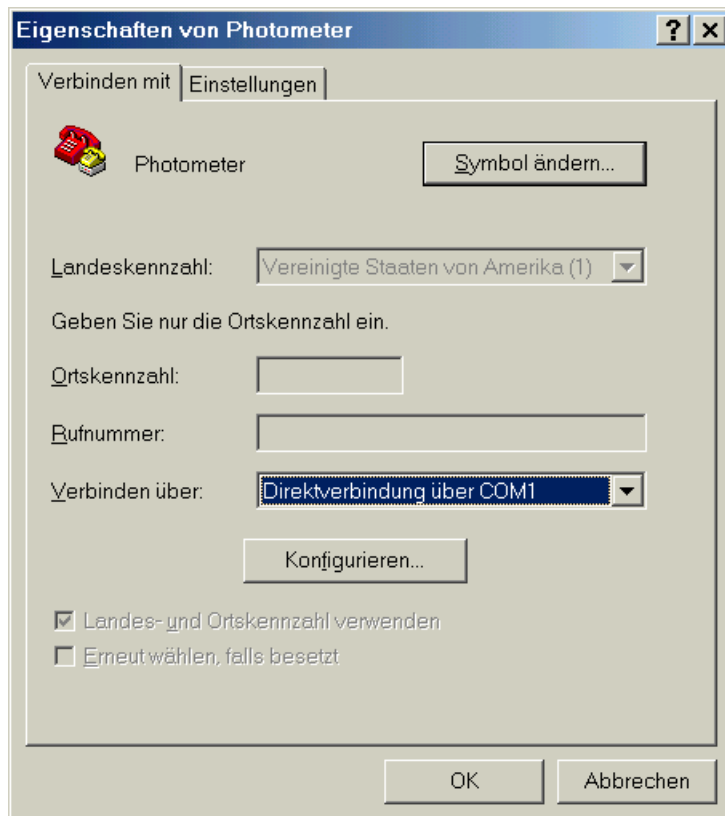 Eigenschaften von Photometer
Verbinden mit
Einstellungen
Photometer
Symbol ändern...
Landeskennzahl:
Vereinigte Staaten von Amerika (1)
Geben Sie nur die Ortskennzahl ein.
Ortskennzahl:
Rufnummer:
Verbinden über:
Direktverbindung über COM1
Konfigurieren...
Landes- und Ortskennzahl verwenden
Erneut wählen, falls besetzt
OK
Abbrechen